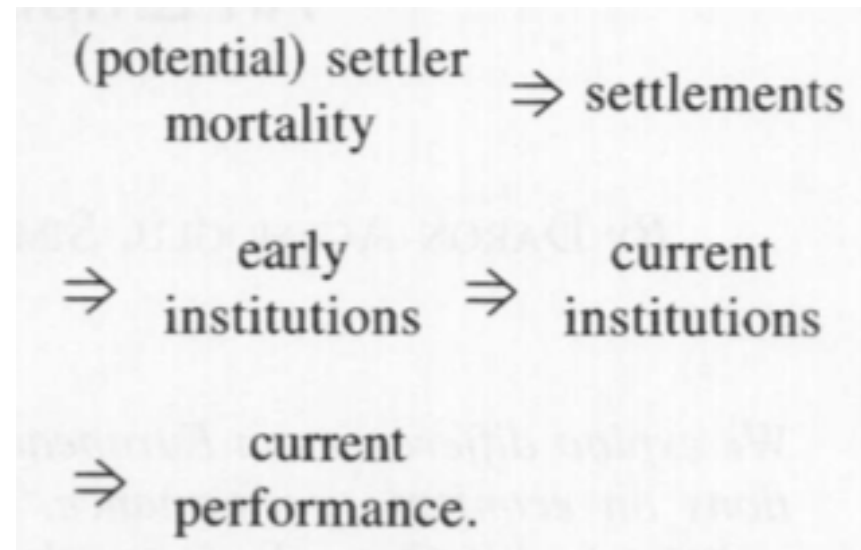 (potential) settler
mortality ⇒ settlements
⇒ early institutions ⇒ current institutions
⇒ current performance.